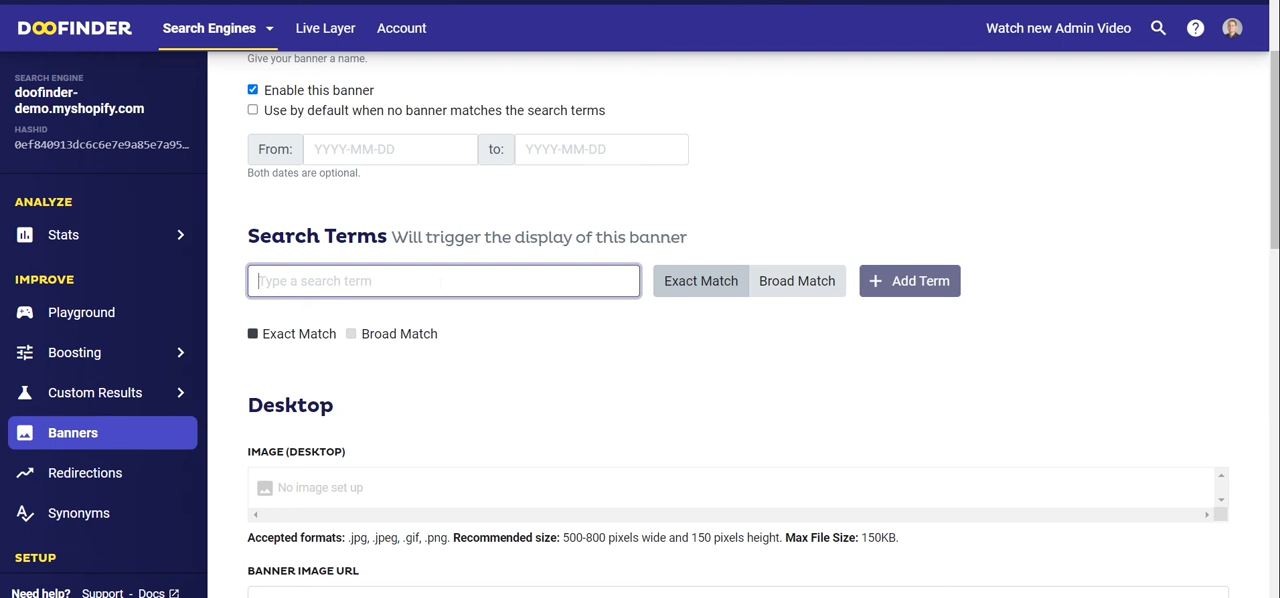 DOOFINDER
Search Engines
Live Layer
Account
Watch new Admin Video
?
SEARCH ENGINE
doofinder-
demo.myshopify.com
HASHID
0ef840913dc6c6e7e9a85e7a95...
ANALYZE
Stats
IMPROVE
Playground
Boosting
Custom Results
Banners
Redirections
Synonyms
SETUP
Need help? Support - Docs
Give your banner a name.
Enable this banner
Use by default when no banner matches the search terms
From: YYYY-MM-DD to: YYYY-MM-DD
Both dates are optional.
Search Terms Will trigger the display of this banner
Type a search term Exact Match Broad Match + Add Term
Exact Match Broad Match
Desktop
IMAGE (DESKTOP)
No image set up
Accepted formats: .jpg, .jpeg, .gif, .png. Recommended size: 500-800 pixels wide and 150 pixels height. Max File Size: 150KB.
BANNER IMAGE URL